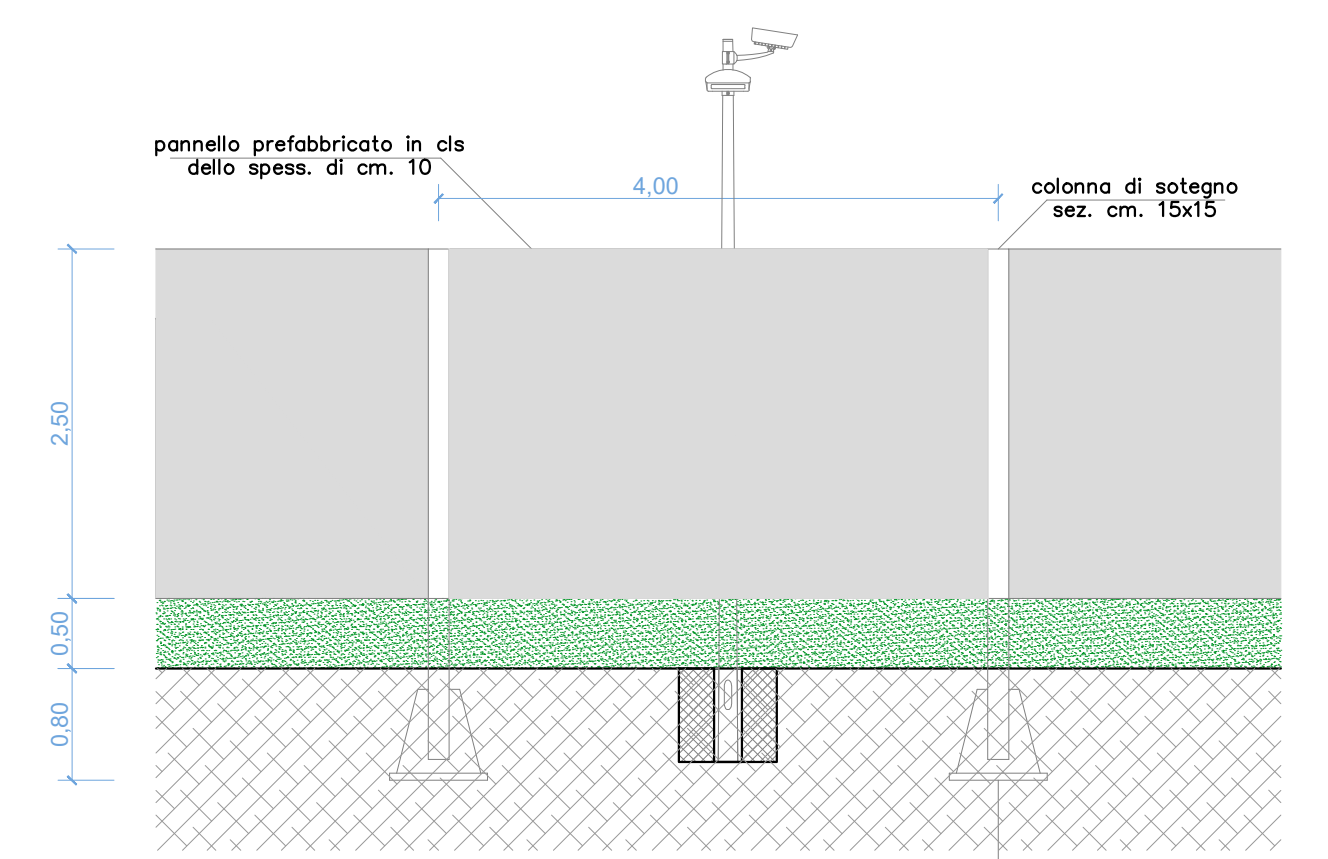 pannello prefabbricato in cls
dello spess. di cm. 10
4,00
colonna di sotegno
sez. cm. 15x15
2,50
0,50
0,80